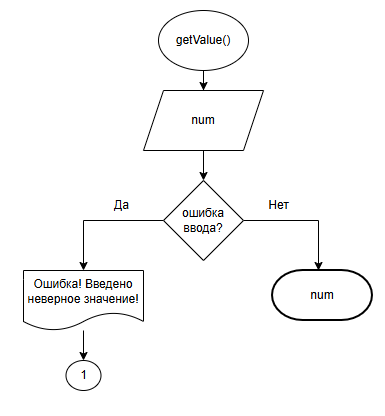 getValue()
num
Да
ошибка
ввода?
Нет
Ошибка! Введено
неверное значение!
num
1